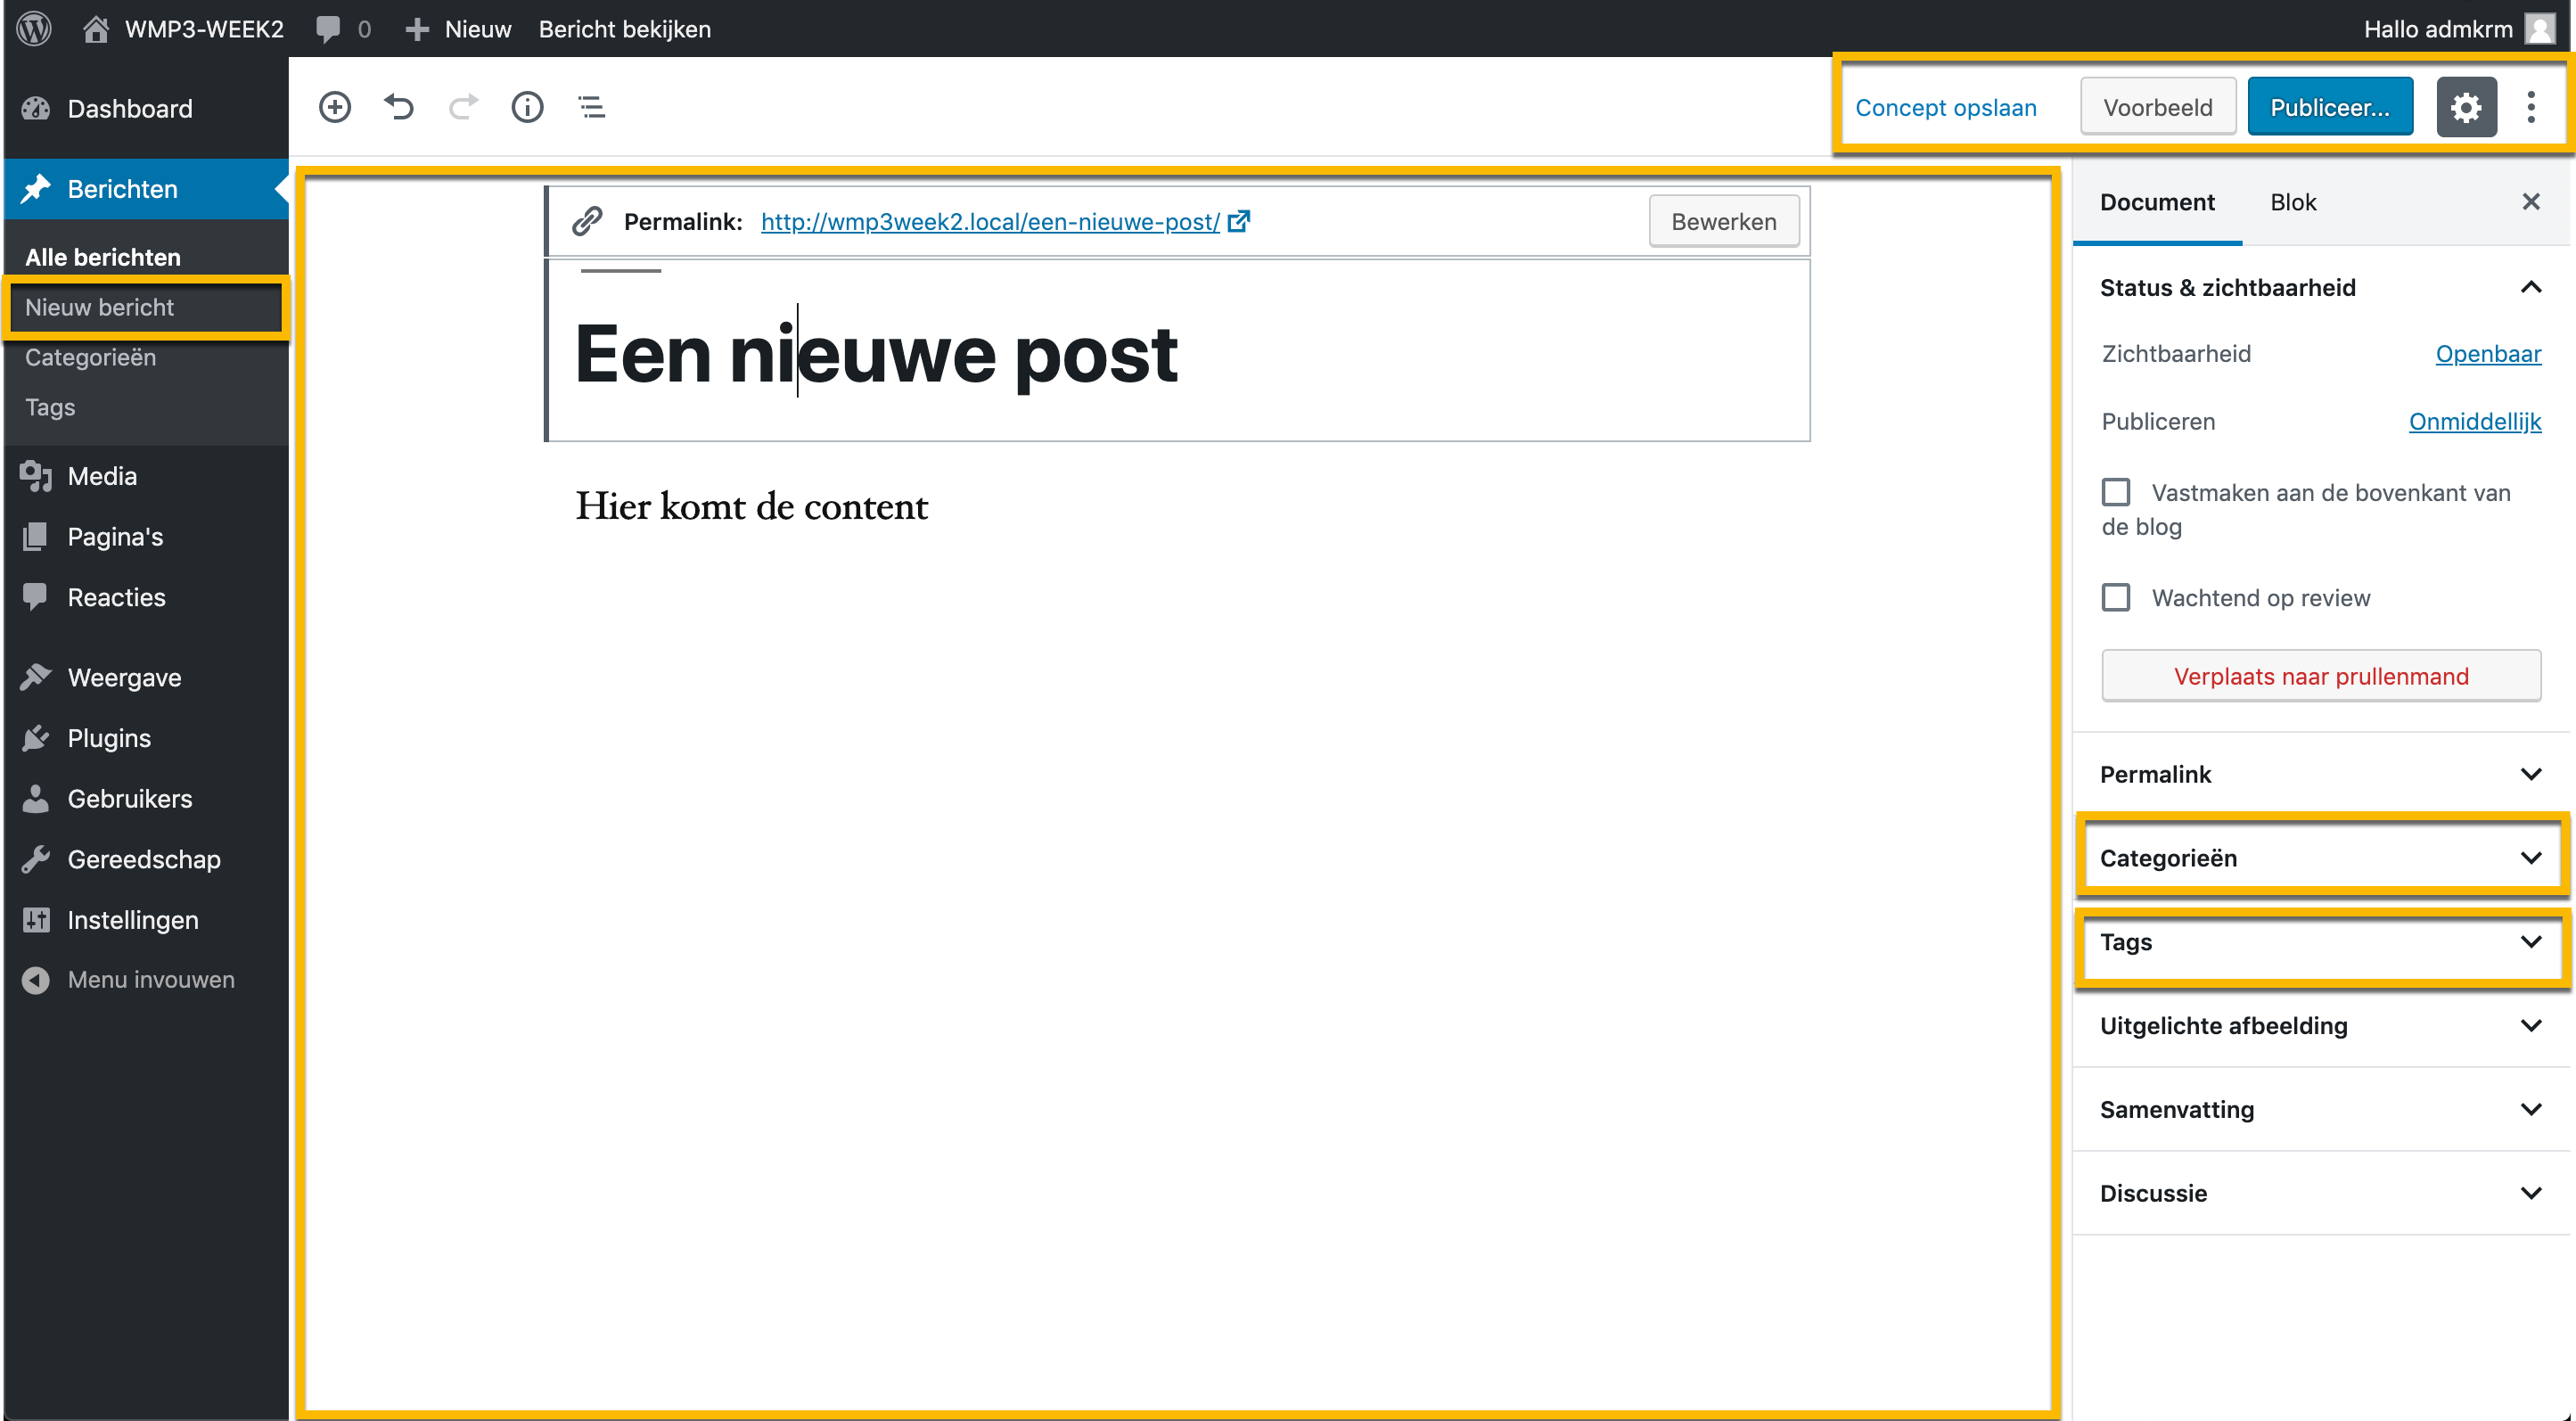 WMP3-WEEK2 0 Nieuw Bericht bekijken Hallo admkrm
Dashboard
Berichten
Alle berichten
Nieuw bericht
Categorieën
Tags
Media
Pagina's
Reacties
Weergave
Plugins
Gebruikers
Gereedschap
Instellingen
Menu invouwen
Concept opslaan Voorbeeld Publiceer...
Permalink: http://wmp3week2.local/een-nieuwe-post/ Bewerken
Een nieuwe post
Hier komt de content
Document Blok
Status & zichtbaarheid
Zichtbaarheid Openbaar
Publiceren Onmiddellijk
Vastmaken aan de bovenkant van
de blog
Wachtend op review
Verplaats naar prullenmand
Permalink
Categorieën
Tags
Uitgelichte afbeelding
Samenvatting
Discussie